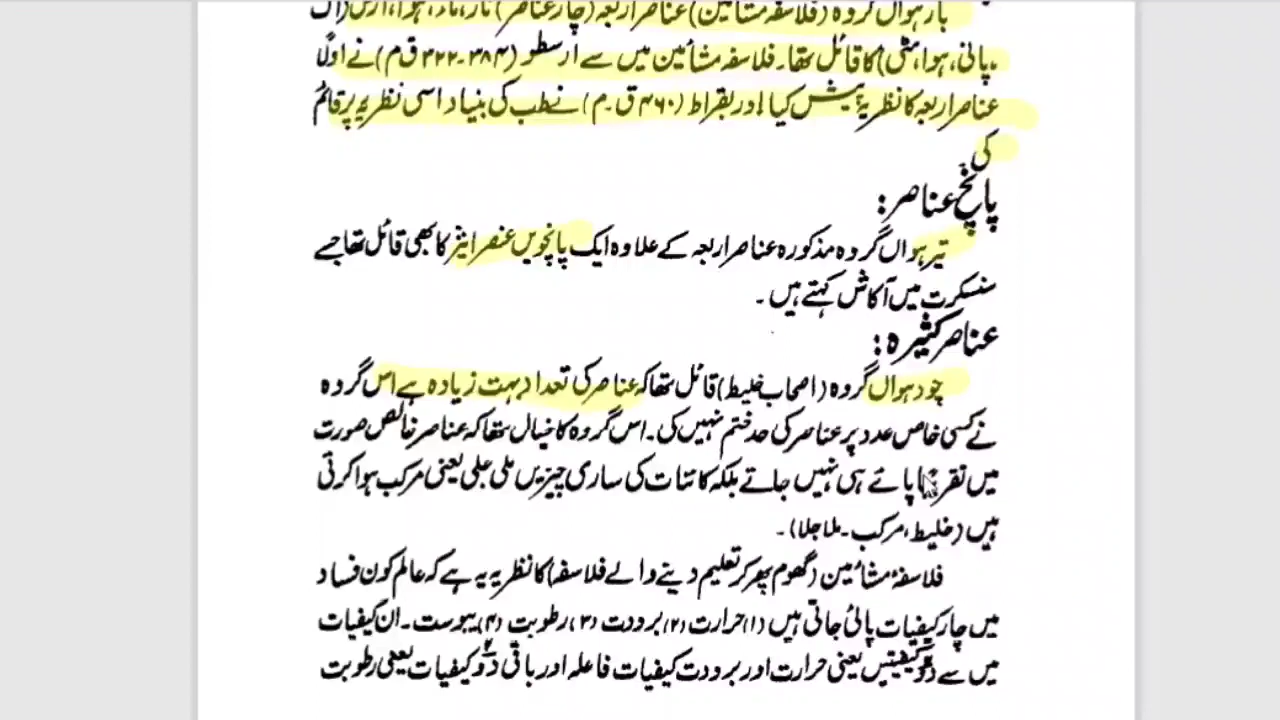 بارہواں گروہ (فلاسفہ مشائین) عناصر اربعہ (چار عناصر) نار، ماء، ہوا، ارض (آگ
،پانی، ہوا، مٹی) کا قائل تھا۔ فلاسفہ مشائین میں سے ارسطو (۳۸۴-۳۲۲ ق م) نے اولاً
عناصر اربعہ کا نظریہ پیش کیا اور بقراط (۴۶۰ ق۔م) نے طب کی بنیاد اسی نظریہ پر قائم
کی۔
پانچ عناصر:
تیرہواں گروہ مذکورہ عناصر اربعہ کے علاوہ ایک پانچویں عنصر ایثر کا بھی قائل تھا جسے
سنسکرت میں آکاش کہتے ہیں۔
عناصر کثیرہ:
چودہواں گروہ (اصحاب خلیط) قائل تھا کہ عناصر کی تعداد بہت زیادہ ہے اس گروہ
نے کسی خاص عدد پر عناصر کی حد ختم نہیں کی۔ اس گروہ کا خیال تھا کہ عناصر خالص صورت
میں تقریباً پائے ہی نہیں جاتے بلکہ کائنات کی ساری چیزیں ملی جلی یعنی مرکب ہوا کرتی
ہیں (خلیط، مرکب۔ ملا جلا)۔
فلاسفہ مشائین (گھوم پھر کر تعلیم دینے والے فلاسفہ) کا نظریہ یہ ہے کہ عالم کون فساد
میں چار کیفیات پائی جاتی ہیں (۱) حرارت (۲) برودت (۳) رطوبت (۴) یبوست۔ ان کیفیات
میں سے دو کیفیتیں یعنی حرارت اور برودت کیفیات فاعلہ اور باقی دو کیفیات یعنی رطوبت